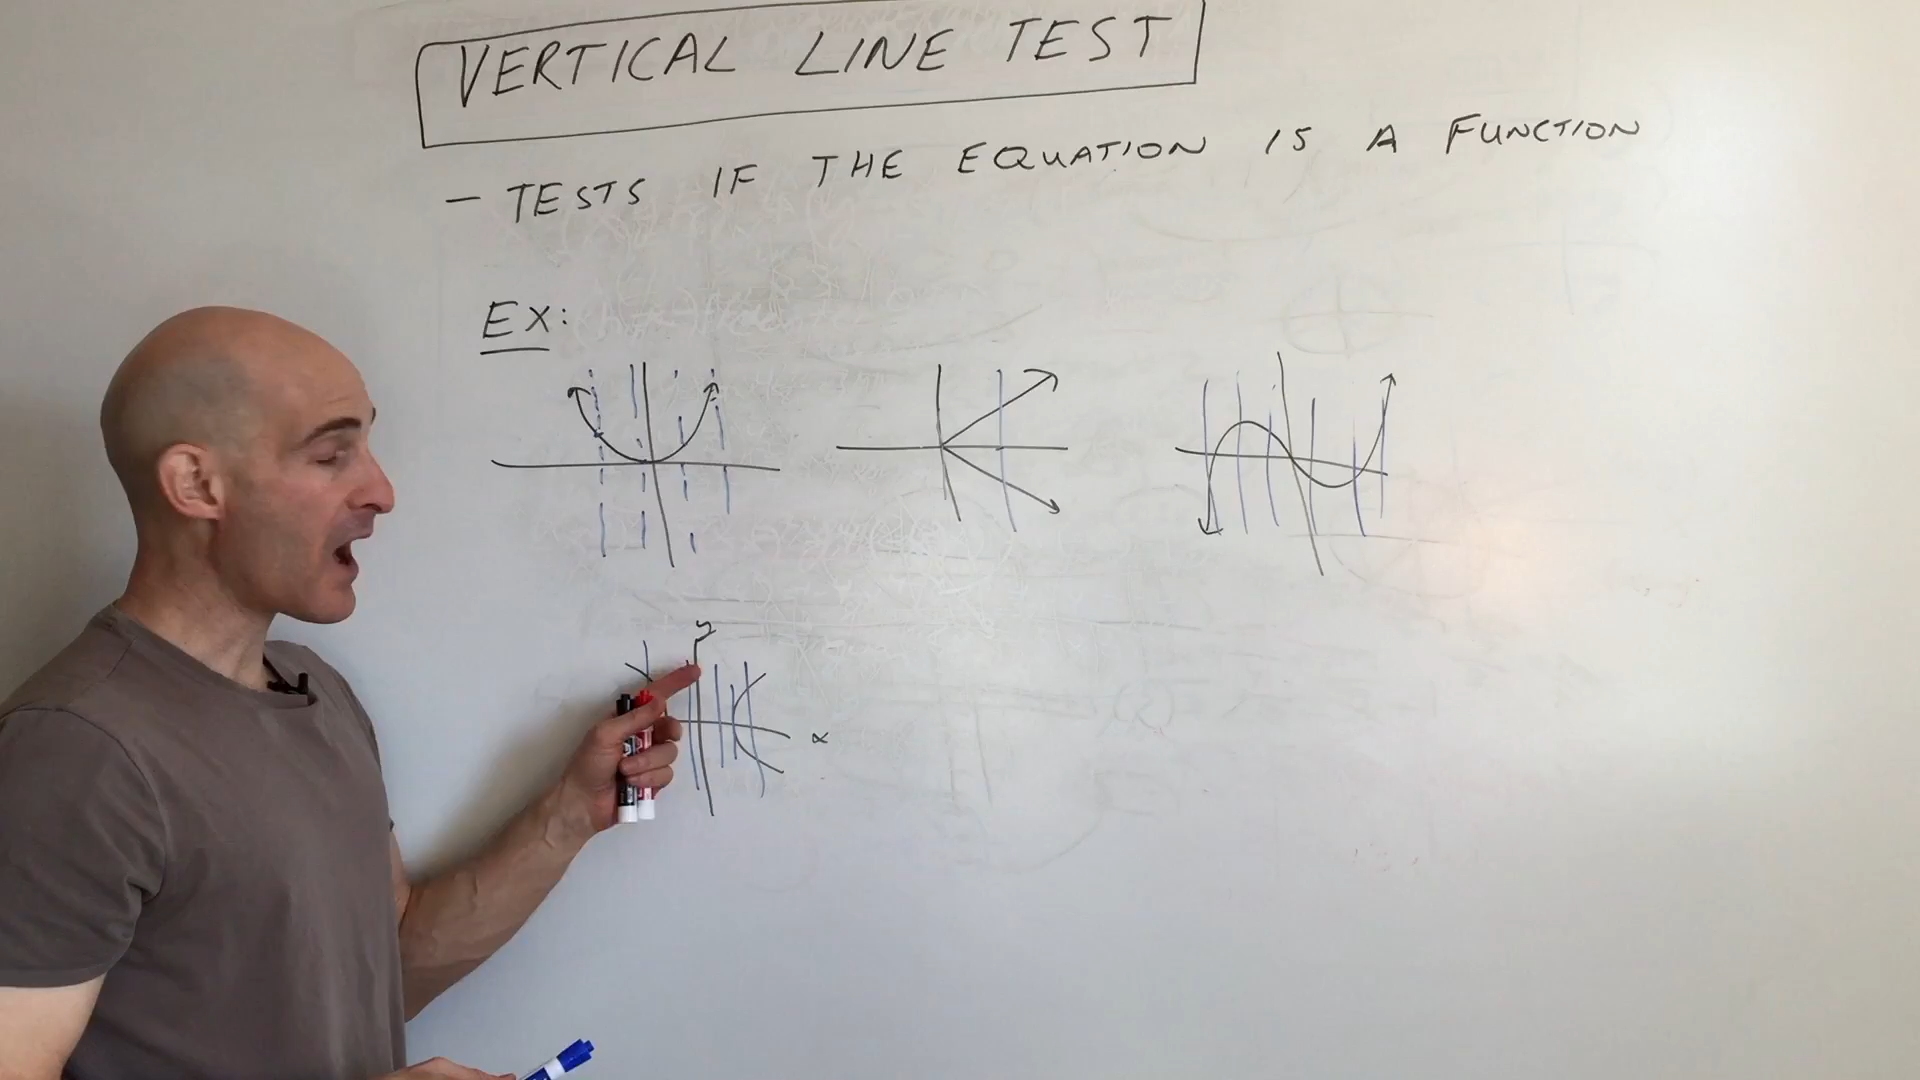 VERTICAL LINE TEST
- TESTS IF THE EQUATION IS A FUNCTION
EX:
y
x